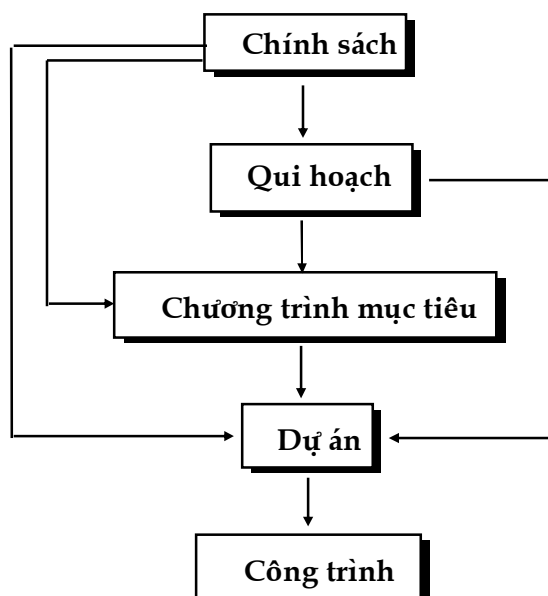 Chính sách
Qui hoạch
Chương trình mục tiêu
Dự án
Công trình